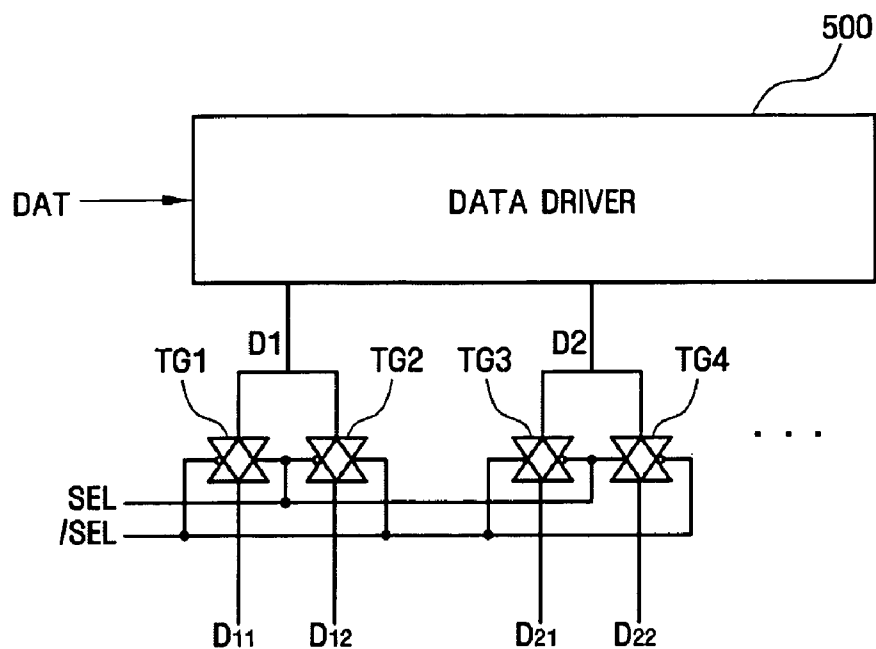 500
DAT
DATA DRIVER
D1
D2
TG1
TG2
TG3
TG4
. . .
SEL
/SEL
D11
D12
D21
D22